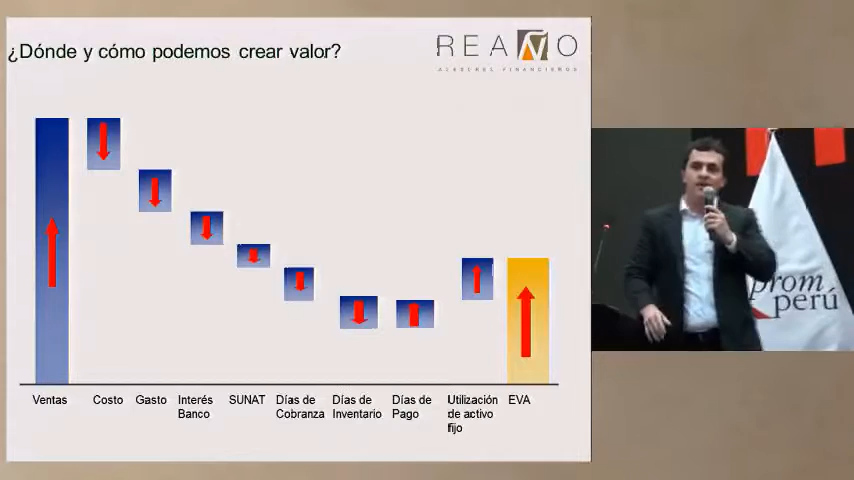 ¿Dónde y cómo podemos crear valor?
REAÑO
ASESORES FINANCIEROS
Ventas
Costo
Gasto
Interés
Banco
SUNAT
Días de
Cobranza
Días de
Inventario
Días de
Pago
Utilización
de activo
fijo
EVA
prom
perú